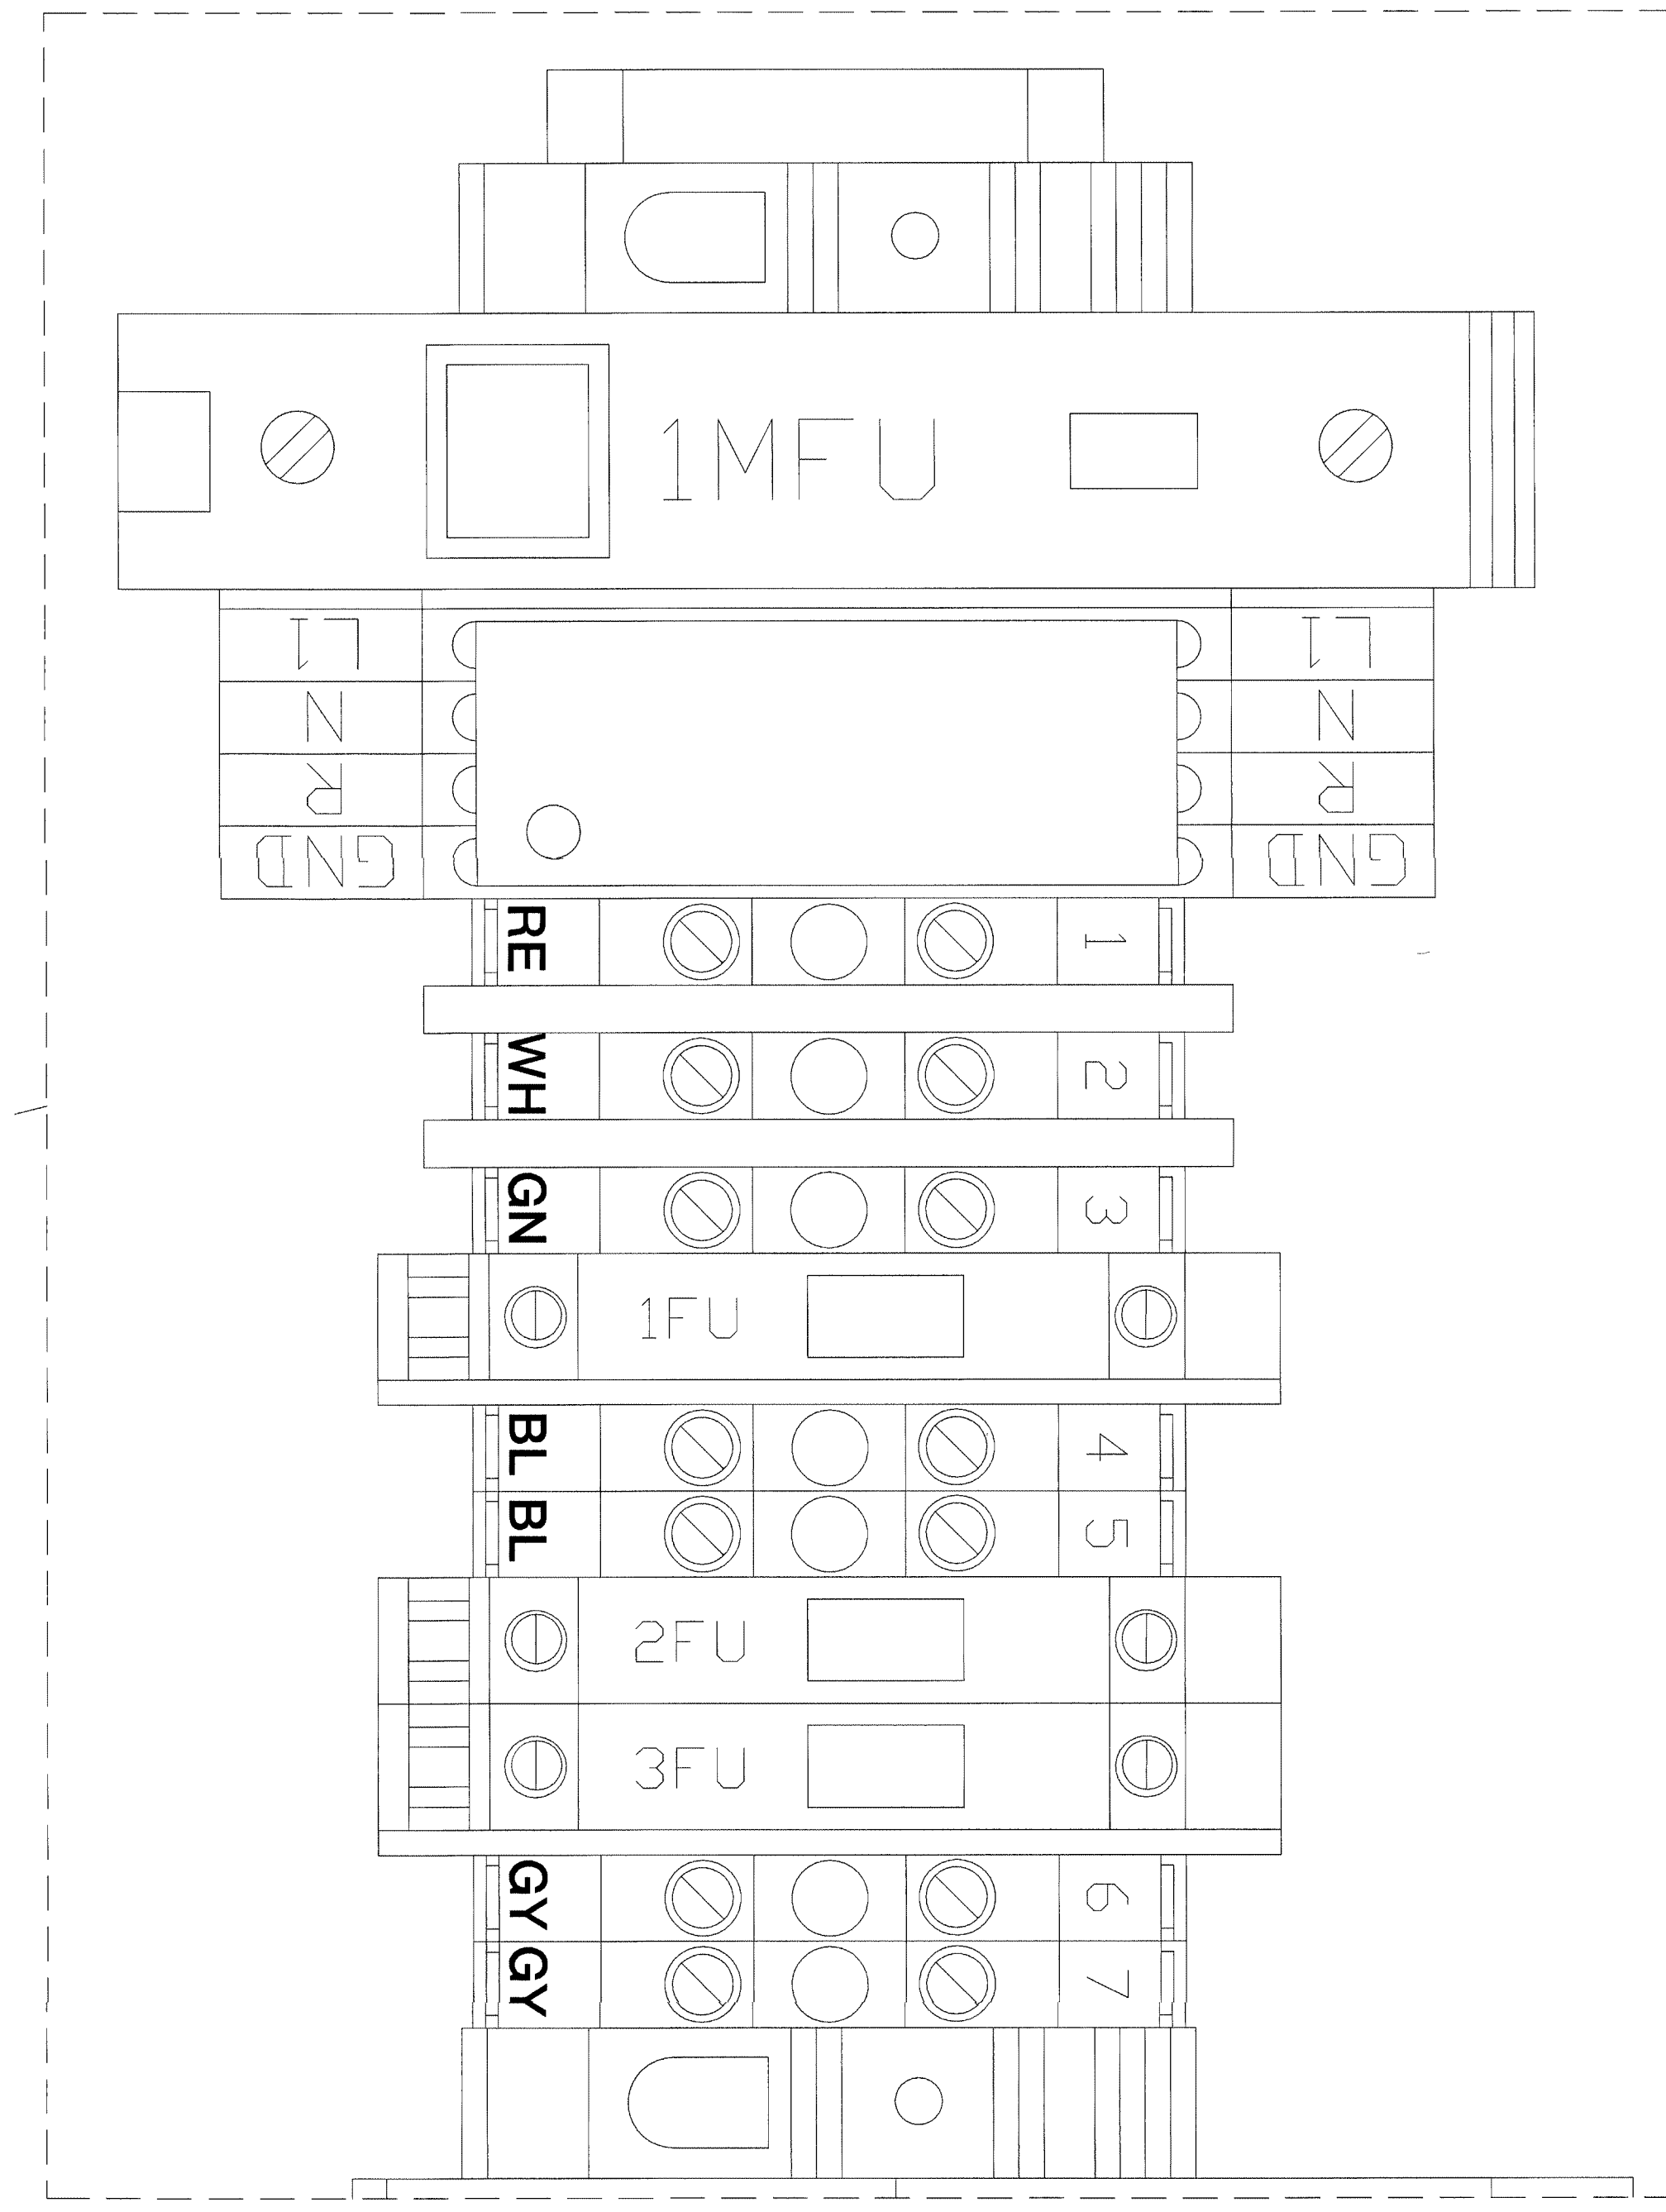 1MFU
L1 L1
N N
R R
GND GND
RE 1
WH 2
GN 3
1FU
BL 4
BL 5
2FU
3FU
GY 6
GY 7